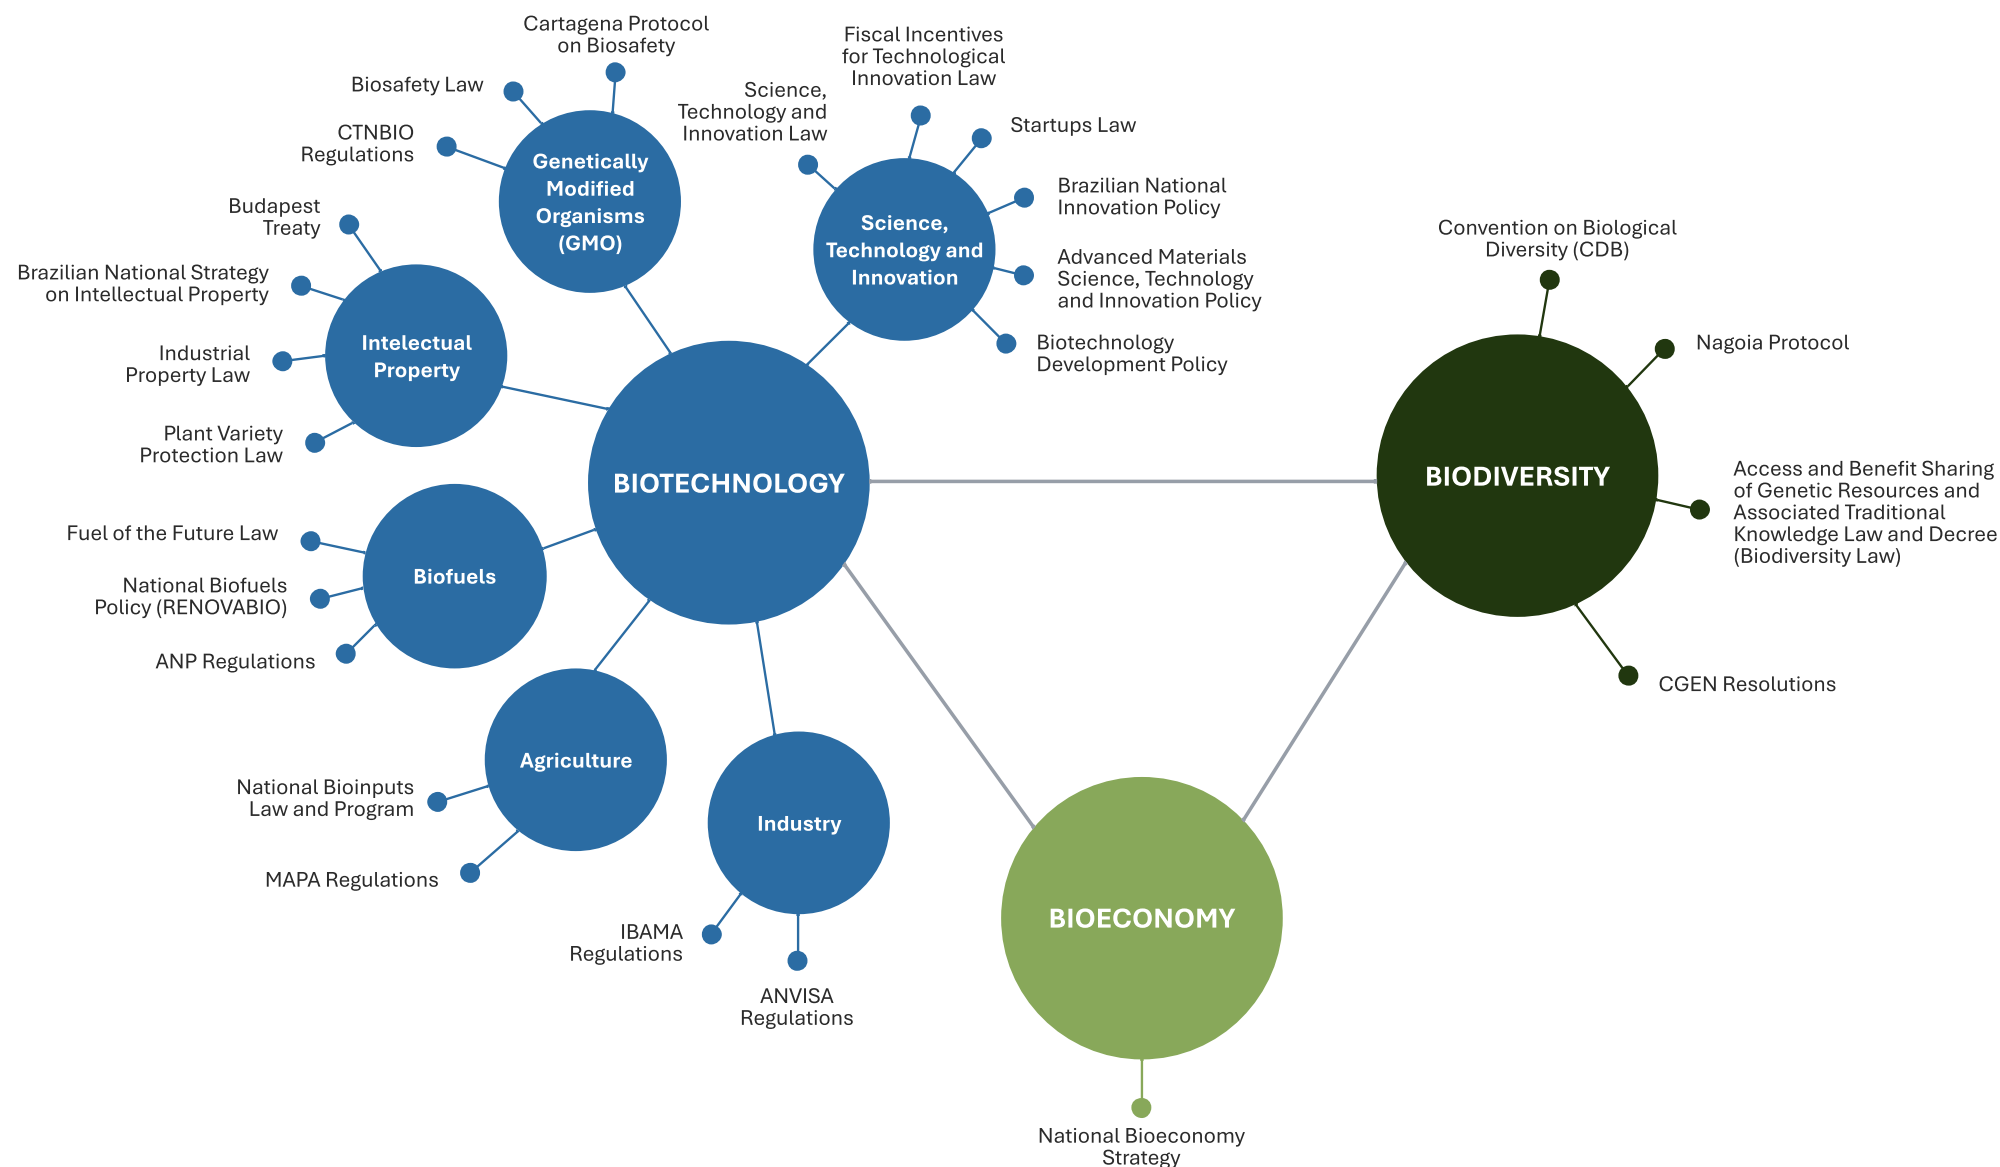 Cartagena Protocol
on Biosafety
Biosafety Law
CTNBIO
Regulations
Genetically
Modified
Organisms
(GMO)
Fiscal Incentives
for Technological
Innovation Law
Science,
Technology and
Innovation Law
Startups Law
Brazilian National
Innovation Policy
Advanced Materials
Science, Technology
and Innovation Policy
Biotechnology
Development Policy
Science,
Technology and
Innovation
Budapest
Treaty
Brazilian National Strategy
on Intellectual Property
Industrial
Property Law
Plant Variety
Protection Law
Intelectual
Property
BIOTECHNOLOGY
Fuel of the Future Law
National Biofuels
Policy (RENOVABIO)
ANP Regulations
Biofuels
Agriculture
National Bioinputs
Law and Program
MAPA Regulations
Industry
IBAMA
Regulations
ANVISA
Regulations
Convention on Biological
Diversity (CDB)
Nagoia Protocol
BIODIVERSITY
Access and Benefit Sharing
of Genetic Resources and
Associated Traditional
Knowledge Law and Decree
(Biodiversity Law)
CGEN Resolutions
BIOECONOMY
National Bioeconomy
Strategy